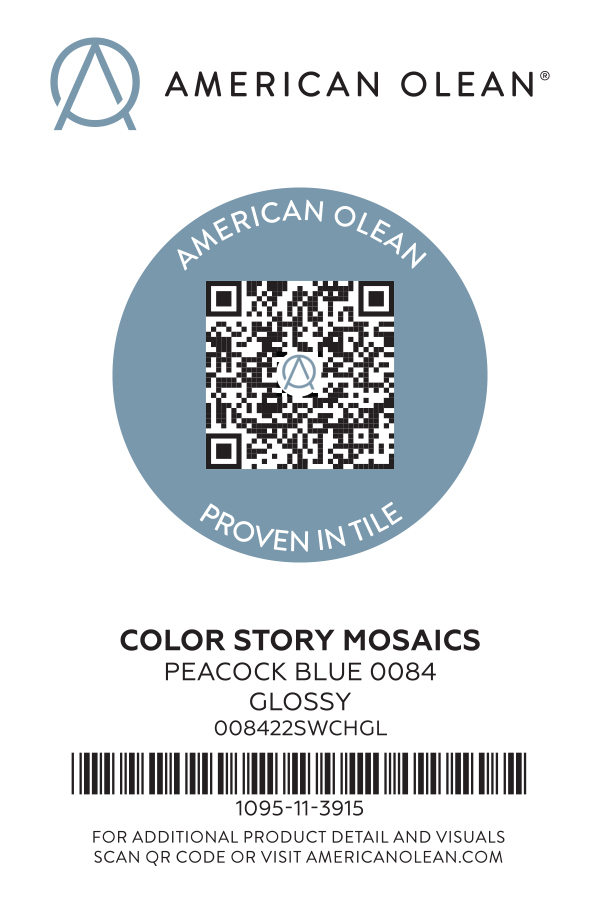 AMERICAN OLEAN®
AMERICAN OLEAN
PROVEN IN TILE
COLOR STORY MOSAICS
PEACOCK BLUE 0084
GLOSSY
008422SWCHGL
1095-11-3915
FOR ADDITIONAL PRODUCT DETAIL AND VISUALS
SCAN QR CODE OR VISIT AMERICANOLEAN.COM